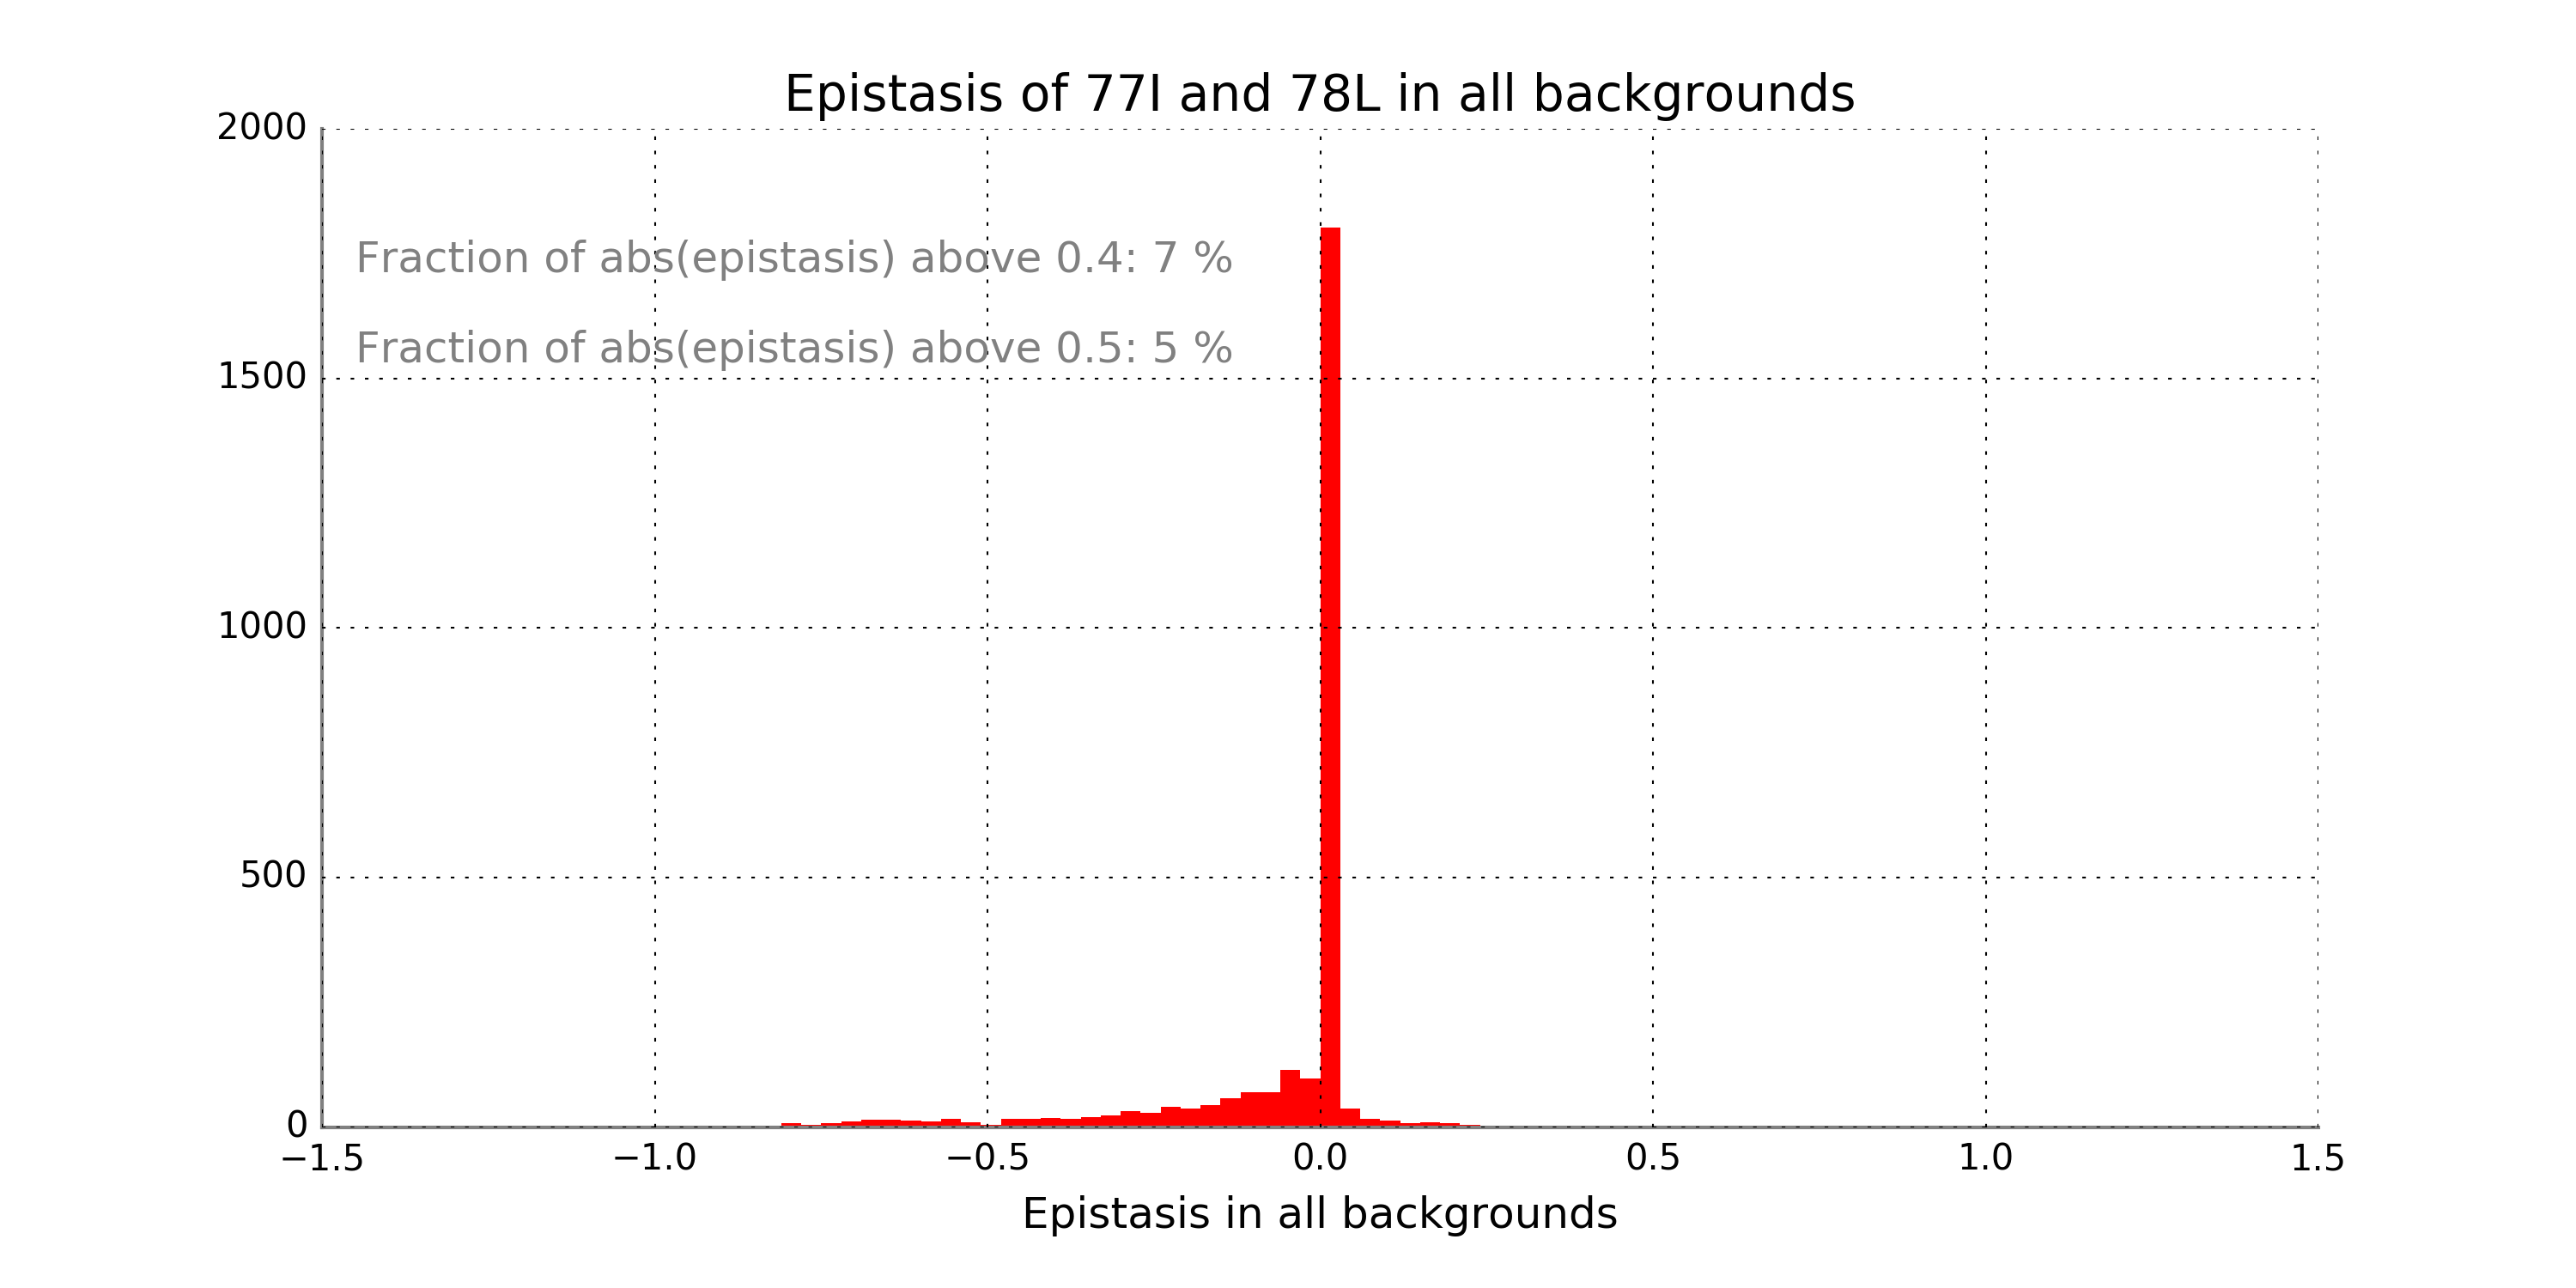 Epistasis of 77I and 78L in all backgrounds
2000
Fraction of abs(epistasis) above 0.4: 7 %
Fraction of abs(epistasis) above 0.5: 5 %
1500
1000
500
0
−1.5 −1.0 −0.5 0.0 0.5 1.0 1.5
Epistasis in all backgrounds